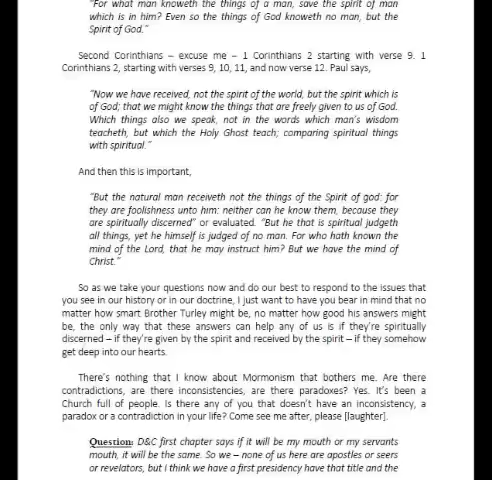 "For what man knoweth the things of a man, save the spirit of man
which is in him? Even so the things of God knoweth no man, but the
Spirit of God."
Second Corinthians – excuse me – 1 Corinthians 2 starting with verse 9. 1
Corinthians 2, starting with verses 9, 10, 11, and now verse 12. Paul says,
"Now we have received, not the spirit of the world, but the spirit which is
of God; that we might know the things that are freely given to us of God.
Which things also we speak, not in the words which man's wisdom
teacheth, but which the Holy Ghost teach; comparing spiritual things
with spiritual."
And then this is important,
"But the natural man receiveth not the things of the Spirit of god: for
they are foolishness unto him: neither can he know them, because they
are spiritually discerned" or evaluated. "But he that is spiritual judgeth
all things, yet he himself is judged of no man. For who hath known the
mind of the Lord, that he may instruct him? But we have the mind of
Christ."
So as we take your questions now and do our best to respond to the issues that
you see in our history or in our doctrine, I just want to have you bear in mind that no
matter how smart Brother Turley might be, no matter how good his answers might
be, the only way that these answers can help any of us is if they're spiritually
discerned – if they're given by the spirit and received by the spirit – if they somehow
get deep into our hearts.
There's nothing that I know about Mormonism that bothers me. Are there
contradictions, are there inconsistencies, are there paradoxes? Yes. It's been a
Church full of people. Is there any of you that doesn't have an inconsistency, a
paradox or a contradiction in your life? Come see me after, please [laughter].
Question: D&C first chapter says if it will be my mouth or my servants
mouth, it will be the same. So we – none of us here are apostles or seers
or revelators, but I think we have a first presidency have that title and the